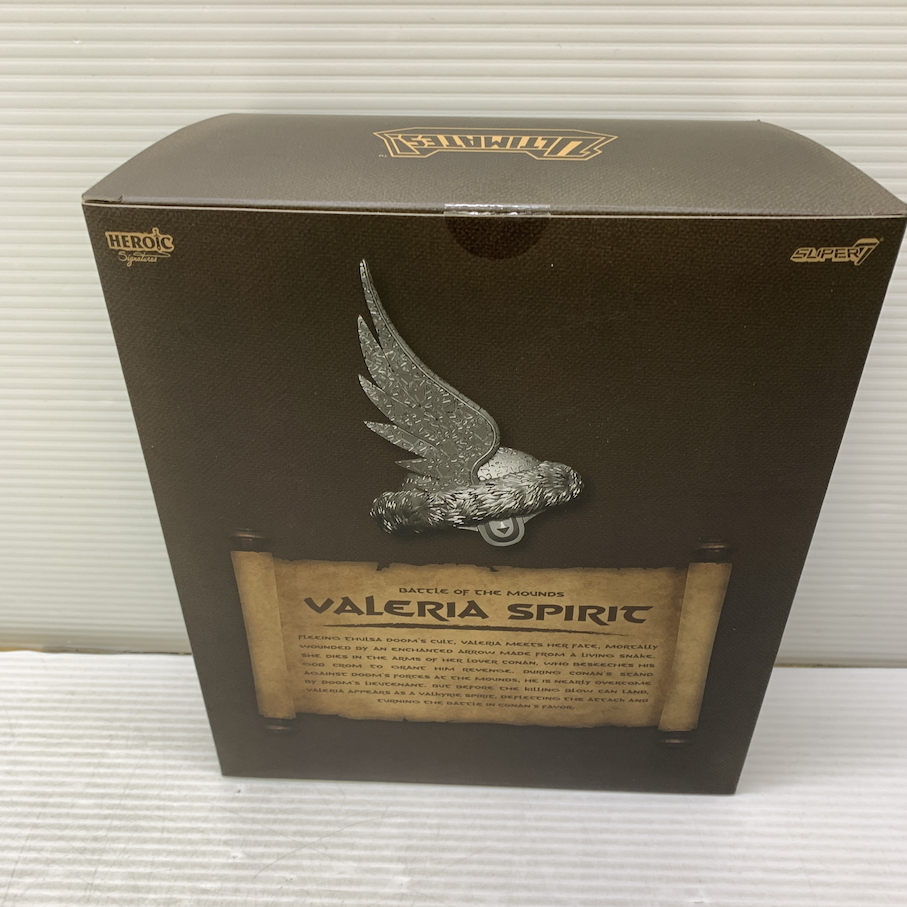 ULTIMATES!
HEROIC
Signatures
SUPER7
BATTLE OF THE MOUNDS
VALERIA SPIRIT
FLEEING THULSA DOOM'S CULT, VALERIA MEETS HER FATE, MORTALLY
WOUNDED BY AN ENCHANTED ARROW MADE FROM A LIVING SNAKE.
SHE DIES IN THE ARMS OF HER LOVER CONAN, WHO BESEECHES HIS
GOD CROM TO GRANT HIM REVENGE. DURING CONAN'S STAND
AGAINST DOOM'S FORCES AT THE MOUNDS, HE IS NEARLY OVERCOME
BY DOOM'S LIEUTENANT. BUT BEFORE THE KILLING BLOW CAN LAND,
VALERIA APPEARS AS A VALKYRIE SPIRIT, DEFLECTING THE ATTACK AND
TURNING THE BATTLE IN CONAN'S FAVOR.